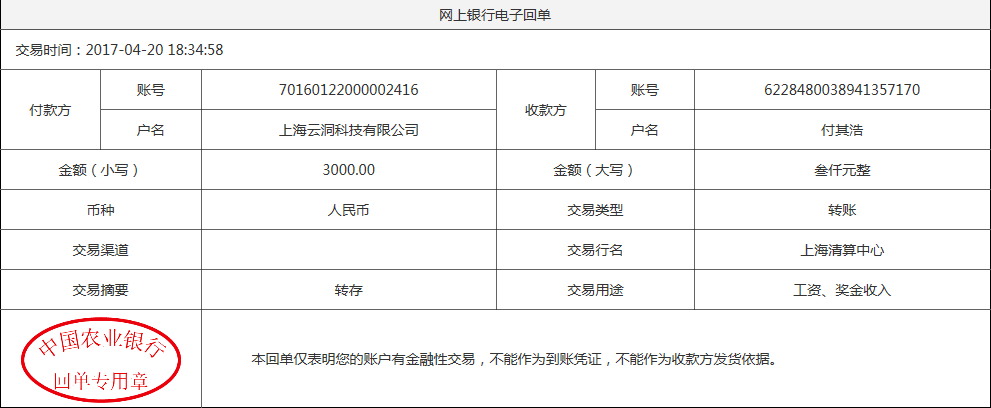 网上银行电子回单
交易时间：2017-04-20 18:34:58
付款方 账号 70160122000002416 收款方 账号 6228480038941357170
户名 上海云洞科技有限公司 户名 付其浩
金额（小写） 3000.00 金额（大写） 叁仟元整
币种 人民币 交易类型 转账
交易渠道 交易行名 上海清算中心
交易摘要 转存 交易用途 工资、奖金收入
中国农业银行
回单专用章
本回单仅表明您的账户有金融性交易，不能作为到账凭证，不能作为收款方发货依据。